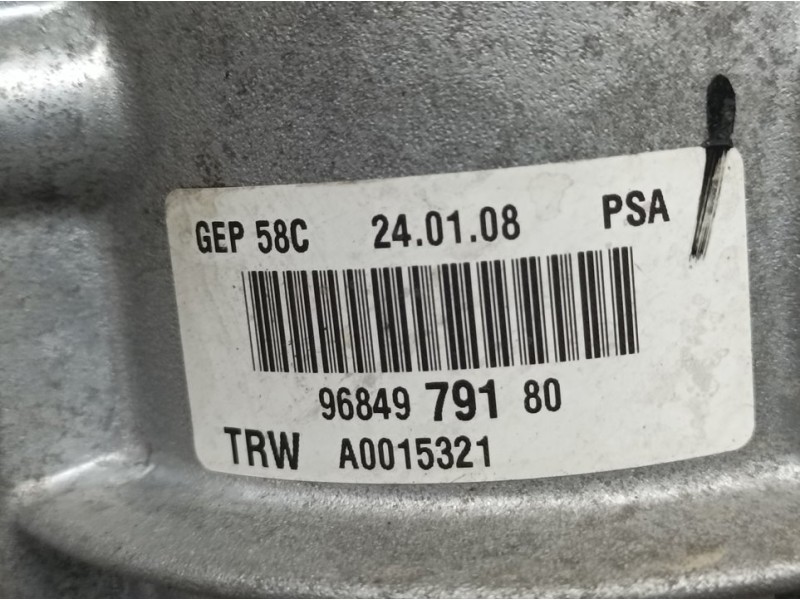 GEP 58C 24.01.08 PSA
96849 791 80
TRW A0015321